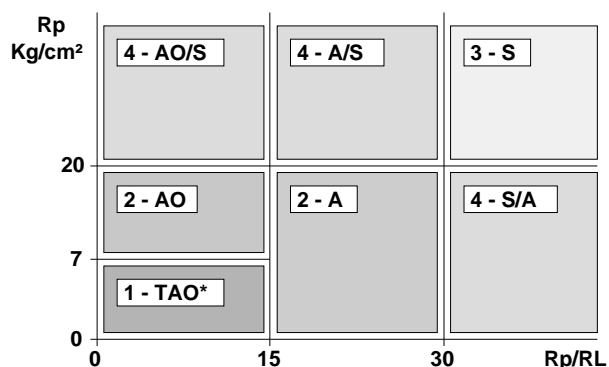 Rp
Kg/cm²
4 - AO/S
4 - A/S
3 - S
20
2 - AO
2 - A
4 - S/A
7
1 - TAO*
0
0
15
30
Rp/RL